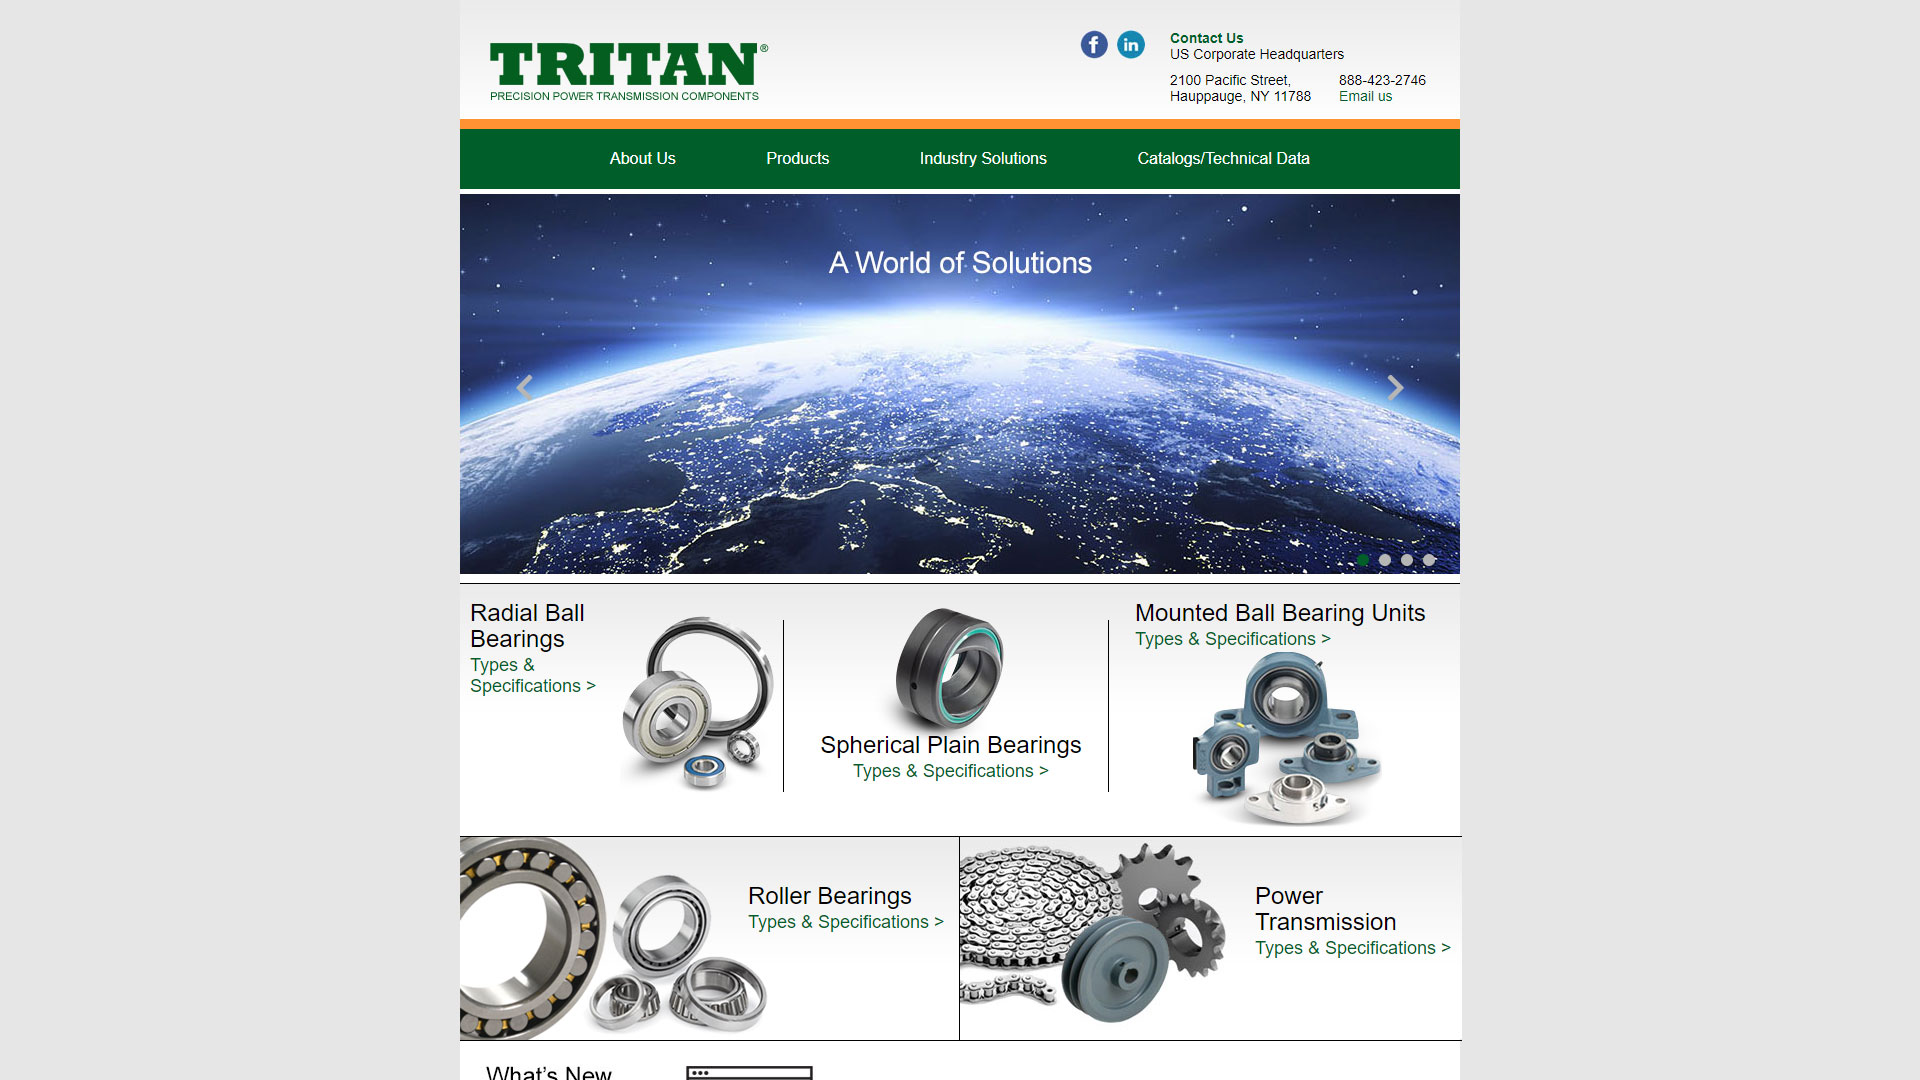 TRITAN®
PRECISION POWER TRANSMISSION COMPONENTS
f
in
Contact Us
US Corporate Headquarters
2100 Pacific Street,
Hauppauge, NY 11788
888-423-2746
Email us
About Us
Products
Industry Solutions
Catalogs/Technical Data
A World of Solutions
Radial Ball
Bearings
Types &
Specifications >
Spherical Plain Bearings
Types & Specifications >
Mounted Ball Bearing Units
Types & Specifications >
Roller Bearings
Types & Specifications >
Power
Transmission
Types & Specifications >
What’s New